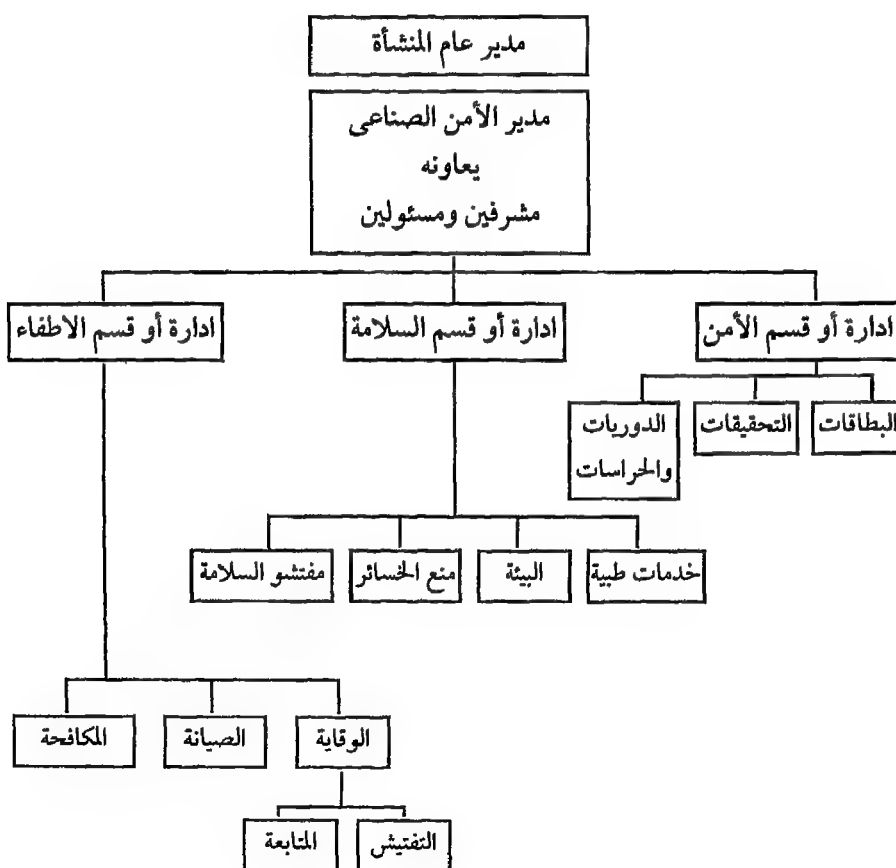 مدير عام المنشأة
مدير الأمن الصناعى
يعاونه
مشرفين ومسئولين
ادارة أو قسم الأمن
ادارة أو قسم السلامة
ادارة أو قسم الاطفاء
البطاقات
التحقيقات
الدوريات
والحراسات
خدمات طبية
البيئة
منع الخسائر
مفتشو السلامة
الوقاية
الصيانة
المكافحة
التفتيش
المتابعة